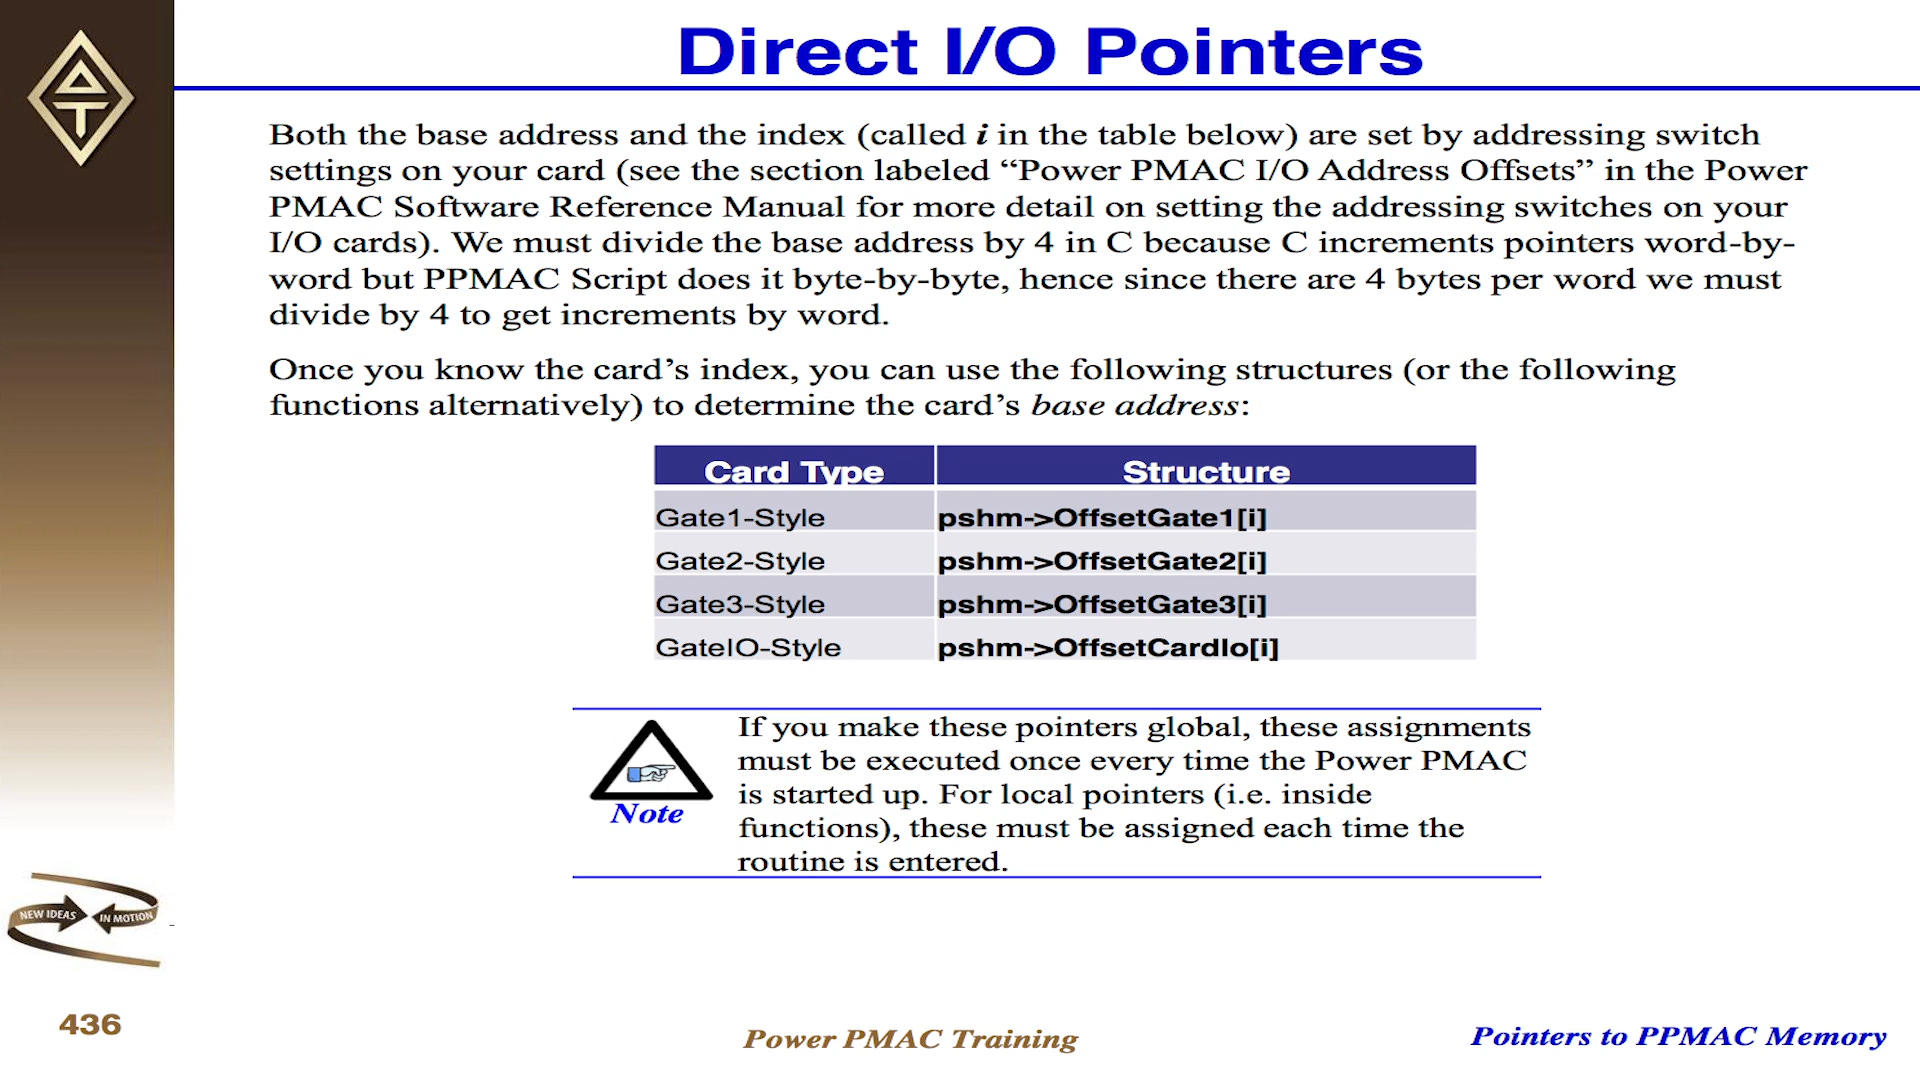 Direct I/O Pointers
Both the base address and the index (called i in the table below) are set by addressing switch
settings on your card (see the section labeled “Power PMAC I/O Address Offsets” in the Power
PMAC Software Reference Manual for more detail on setting the addressing switches on your
I/O cards). We must divide the base address by 4 in C because C increments pointers word-by-
word but PPMAC Script does it byte-by-byte, hence since there are 4 bytes per word we must
divide by 4 to get increments by word.
Once you know the card’s index, you can use the following structures (or the following
functions alternatively) to determine the card’s base address:
Card Type Structure
Gate1-Style pshm->OffsetGate1[i]
Gate2-Style pshm->OffsetGate2[i]
Gate3-Style pshm->OffsetGate3[i]
GateIO-Style pshm->OffsetCardIo[i]
If you make these pointers global, these assignments
must be executed once every time the Power PMAC
is started up. For local pointers (i.e. inside
functions), these must be assigned each time the
routine is entered.
Note
NEW IDEAS IN MOTION
436
Power PMAC Training
Pointers to PPMAC Memory